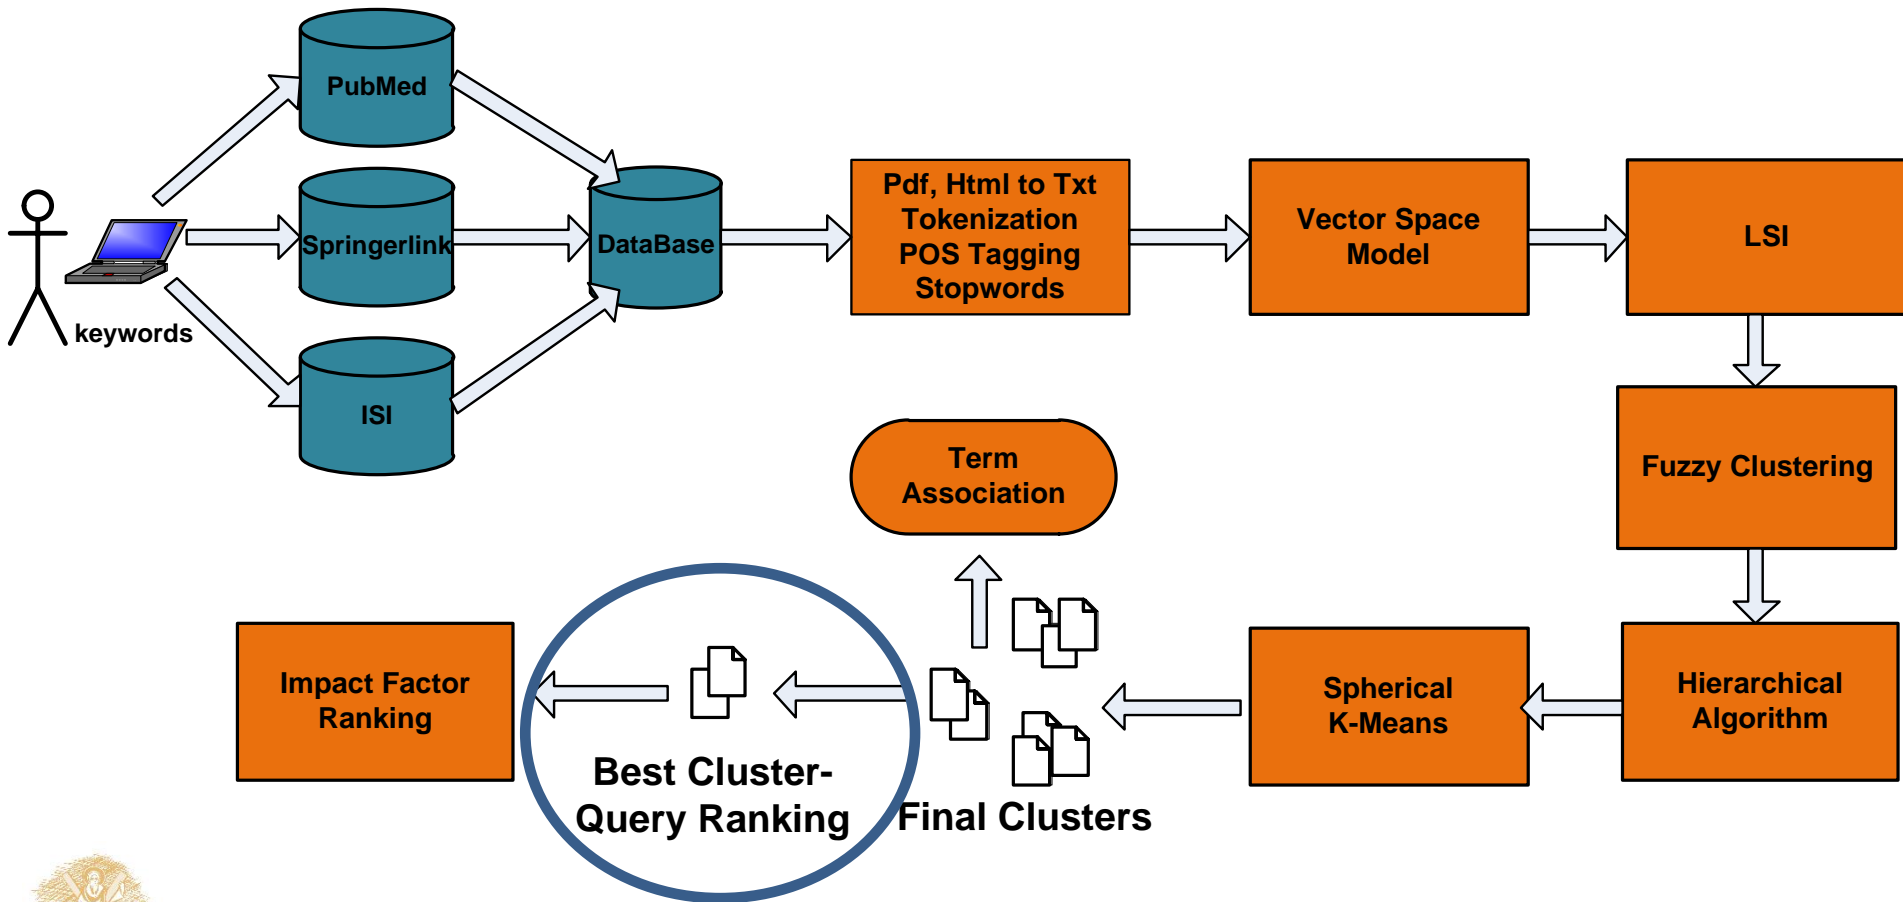 PubMed
Springerlink
ISI
keywords
DataBase
Pdf, Html to Txt
Tokenization
POS Tagging
Stopwords
Vector Space
Model
LSI
Fuzzy Clustering
Hierarchical
Algorithm
Spherical
K-Means
Term
Association
Final Clusters
Best Cluster-
Query Ranking
Impact Factor
Ranking